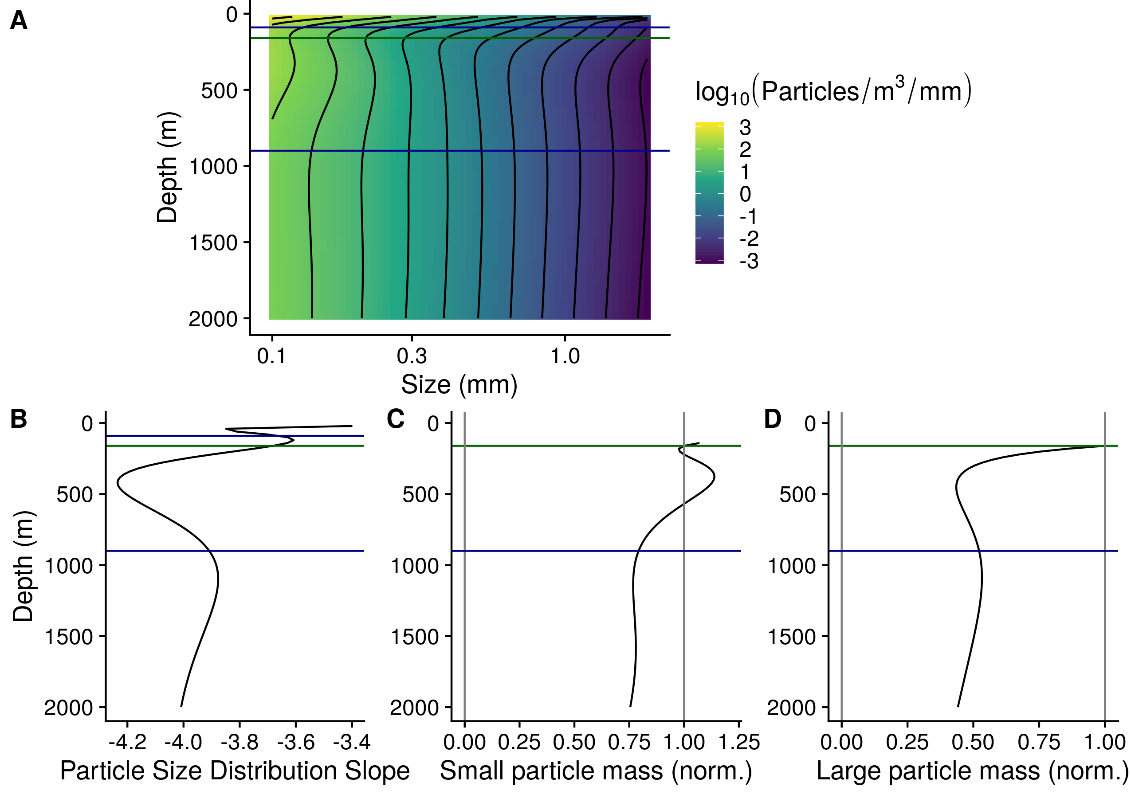 A
0
500
1000
1500
2000
Depth (m)
0.1 0.3 1.0
Size (mm)
log₁₀(Particles/m³/mm)
3
2
1
0
-1
-2
-3
B
0
500
1000
1500
2000
Depth (m)
-4.2 -4.0 -3.8 -3.6 -3.4
Particle Size Distribution Slope
C
0
500
1000
1500
2000
0.00 0.25 0.50 0.75 1.00 1.25
Small particle mass (norm.)
D
0
500
1000
1500
2000
0.00 0.25 0.50 0.75 1.00
Large particle mass (norm.)